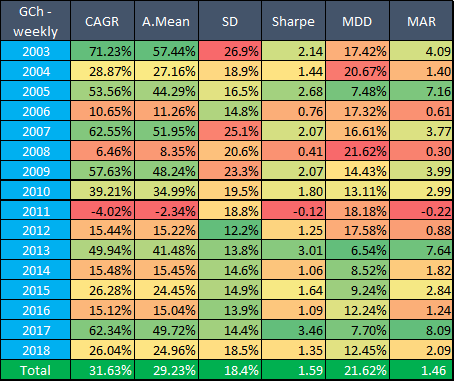 GCh - weekly CAGR A.Mean SD Sharpe MDD MAR
2003 71.23% 57.44% 26.9% 2.14 17.42% 4.09
2004 28.87% 27.16% 18.9% 1.44 20.67% 1.40
2005 53.56% 44.29% 16.5% 2.68 7.48% 7.16
2006 10.65% 11.26% 14.8% 0.76 17.32% 0.61
2007 62.55% 51.95% 25.1% 2.07 16.61% 3.77
2008 6.46% 8.35% 20.6% 0.41 21.62% 0.30
2009 57.63% 48.24% 23.3% 2.07 14.43% 3.99
2010 39.21% 34.99% 19.5% 1.80 13.11% 2.99
2011 -4.02% -2.34% 18.8% -0.12 18.18% -0.22
2012 15.44% 15.22% 12.2% 1.25 17.58% 0.88
2013 49.94% 41.48% 13.8% 3.01 6.54% 7.64
2014 15.48% 15.45% 14.6% 1.06 8.52% 1.82
2015 26.28% 24.45% 14.9% 1.64 9.24% 2.84
2016 15.12% 15.04% 13.9% 1.09 12.24% 1.24
2017 62.34% 49.72% 14.4% 3.46 7.70% 8.09
2018 26.04% 24.96% 18.5% 1.35 12.45% 2.09
Total 31.63% 29.23% 18.4% 1.59 21.62% 1.46